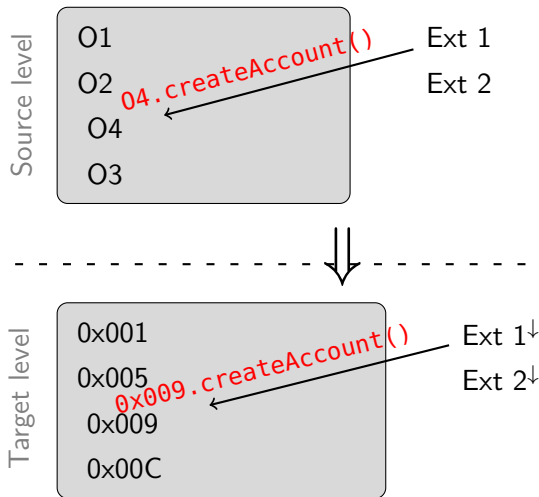 Source level
O1
O2
O4
O3
O4.createAccount()
Ext 1
Ext 2
Target level
0x001
0x005
0x009
0x00C
0x009.createAccount()
Ext 1↓
Ext 2↓